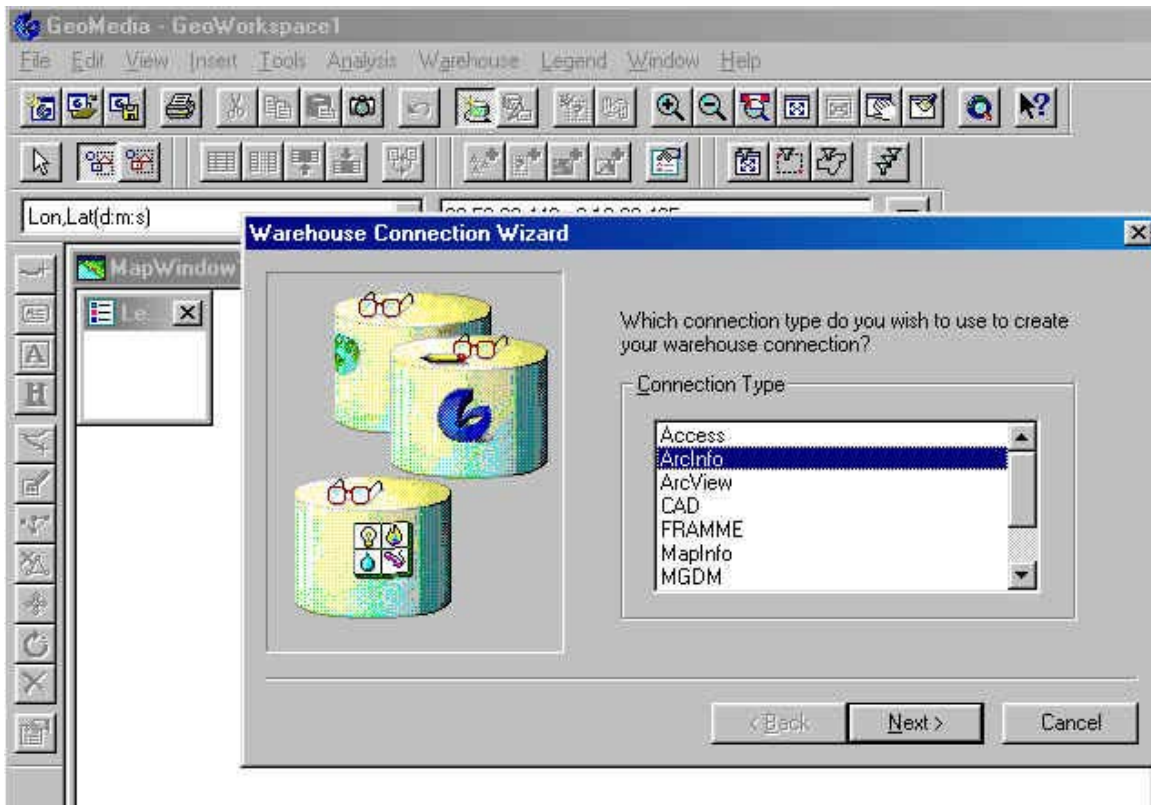 GeoMedia - GeoWorkspace1
File Edit View Insert Tools Analysis Warehouse Legend Window Help
Lon,Lat(d:m:s)
Warehouse Connection Wizard
MapWindow
Le
Which connection type do you wish to use to create
your warehouse connection?
Connection Type
Access
ArcInfo
ArcView
CAD
FRAMME
MapInfo
MGDM
A
H
< Back
Next >
Cancel